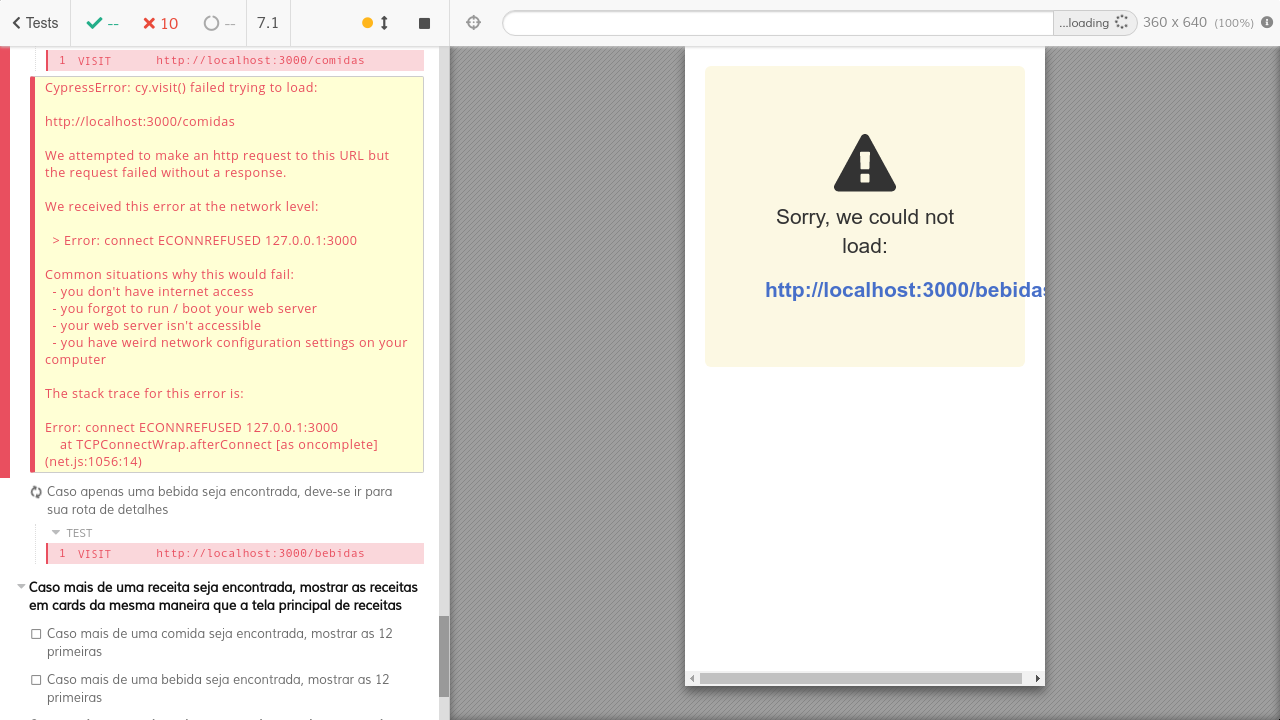 Tests
--
10
--
7.1
1 VISIT http://localhost:3000/comidas
CypressError: cy.visit() failed trying to load:
http://localhost:3000/comidas
We attempted to make an http request to this URL but
the request failed without a response.
We received this error at the network level:
> Error: connect ECONNREFUSED 127.0.0.1:3000
Common situations why this would fail:
- you don't have internet access
- you forgot to run / boot your web server
- your web server isn't accessible
- you have weird network configuration settings on your
computer
The stack trace for this error is:
Error: connect ECONNREFUSED 127.0.0.1:3000
at TCPConnectWrap.afterConnect [as oncomplete]
(net.js:1056:14)
Caso apenas uma bebida seja encontrada, deve-se ir para
sua rota de detalhes
TEST
1 VISIT http://localhost:3000/bebidas
Caso mais de uma receita seja encontrada, mostrar as receitas
em cards da mesma maneira que a tela principal de receitas
Caso mais de uma comida seja encontrada, mostrar as 12
primeiras
Caso mais de uma bebida seja encontrada, mostrar as 12
primeiras
...loading
360 x 640 (100%)
Sorry, we could not
load:
http://localhost:3000/bebidas